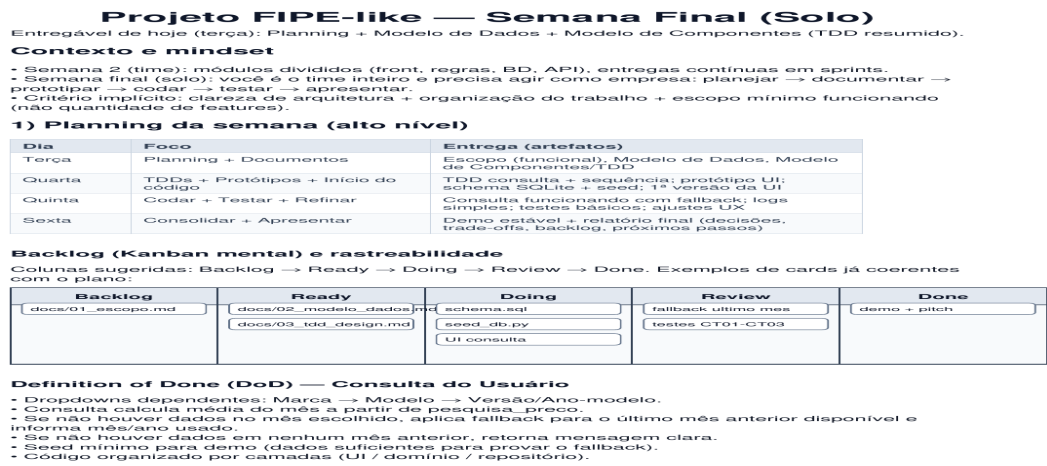 Projeto FIPE-like — Semana Final (Solo)
Entregável de hoje (terça): Planning + Modelo de Dados + Modelo de Componentes (TDD resumido).
Contexto e mindset
• Semana 2 (time): módulos divididos (front, regras, BD, API), entregas contínuas em sprints.
• Semana final (solo): você é o time inteiro e precisa agir como empresa: planejar → documentar →
prototipar → codar → testar → apresentar.
• Critério implícito: clareza de arquitetura + organização do trabalho + escopo mínimo funcionando
(não quantidade de features).
1) Planning da semana (alto nível)
Dia Foco Entrega (artefatos)
Terça Planning + Documentos Escopo (funcional), Modelo de Dados, Modelo
de Componentes/TDD
Quarta TDDs + Protótipos + Início do TDD consulta + sequência; protótipo UI;
código schema SQLite + seed; 1ª versão da UI
Quinta Codar + Testar + Refinar Consulta funcionando com fallback; logs
simples; testes básicos; ajustes UX
Sexta Consolidar + Apresentar Demo estável + relatório final (decisões,
trade-offs, backlog, próximos passos)
Backlog (Kanban mental) e rastreabilidade
Colunas sugeridas: Backlog → Ready → Doing → Review → Done. Exemplos de cards já coerentes
com o plano:
Backlog Ready Doing Review Done
docs/01_escopo.md docs/02_modelo_dados.md schema.sql fallback ultimo mes demo + pitch
docs/03_tdd_design.md seed_db.py testes CT01-CT03
UI consulta
Definition of Done (DoD) — Consulta do Usuário
• Dropdowns dependentes: Marca → Modelo → Versão/Ano-modelo.
• Consulta calcula média do mês a partir de pesquisa_preco.
• Se não houver dados no mês escolhido, aplica fallback para o último mês anterior disponível e
informa mês/ano usado.
• Se não houver dados em nenhum mês anterior, retorna mensagem clara.
• Seed mínimo para demo (dados suficientes para provar o fallback).
• Código organizado por camadas (UI / domínio / repositório).